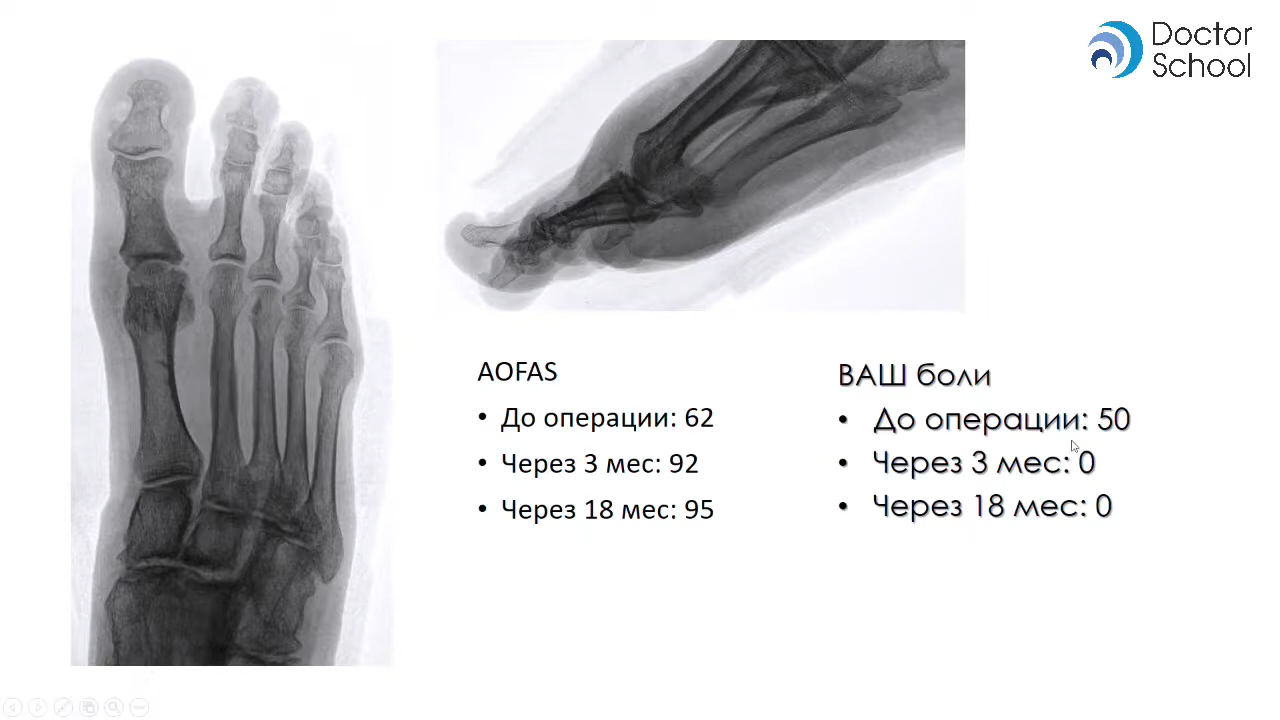 Doctor
School
AOFAS
• До операции: 62
• Через 3 мес: 92
• Через 18 мес: 95
ВАШ боли
• До операции: 50
• Через 3 мес: 0
• Через 18 мес: 0